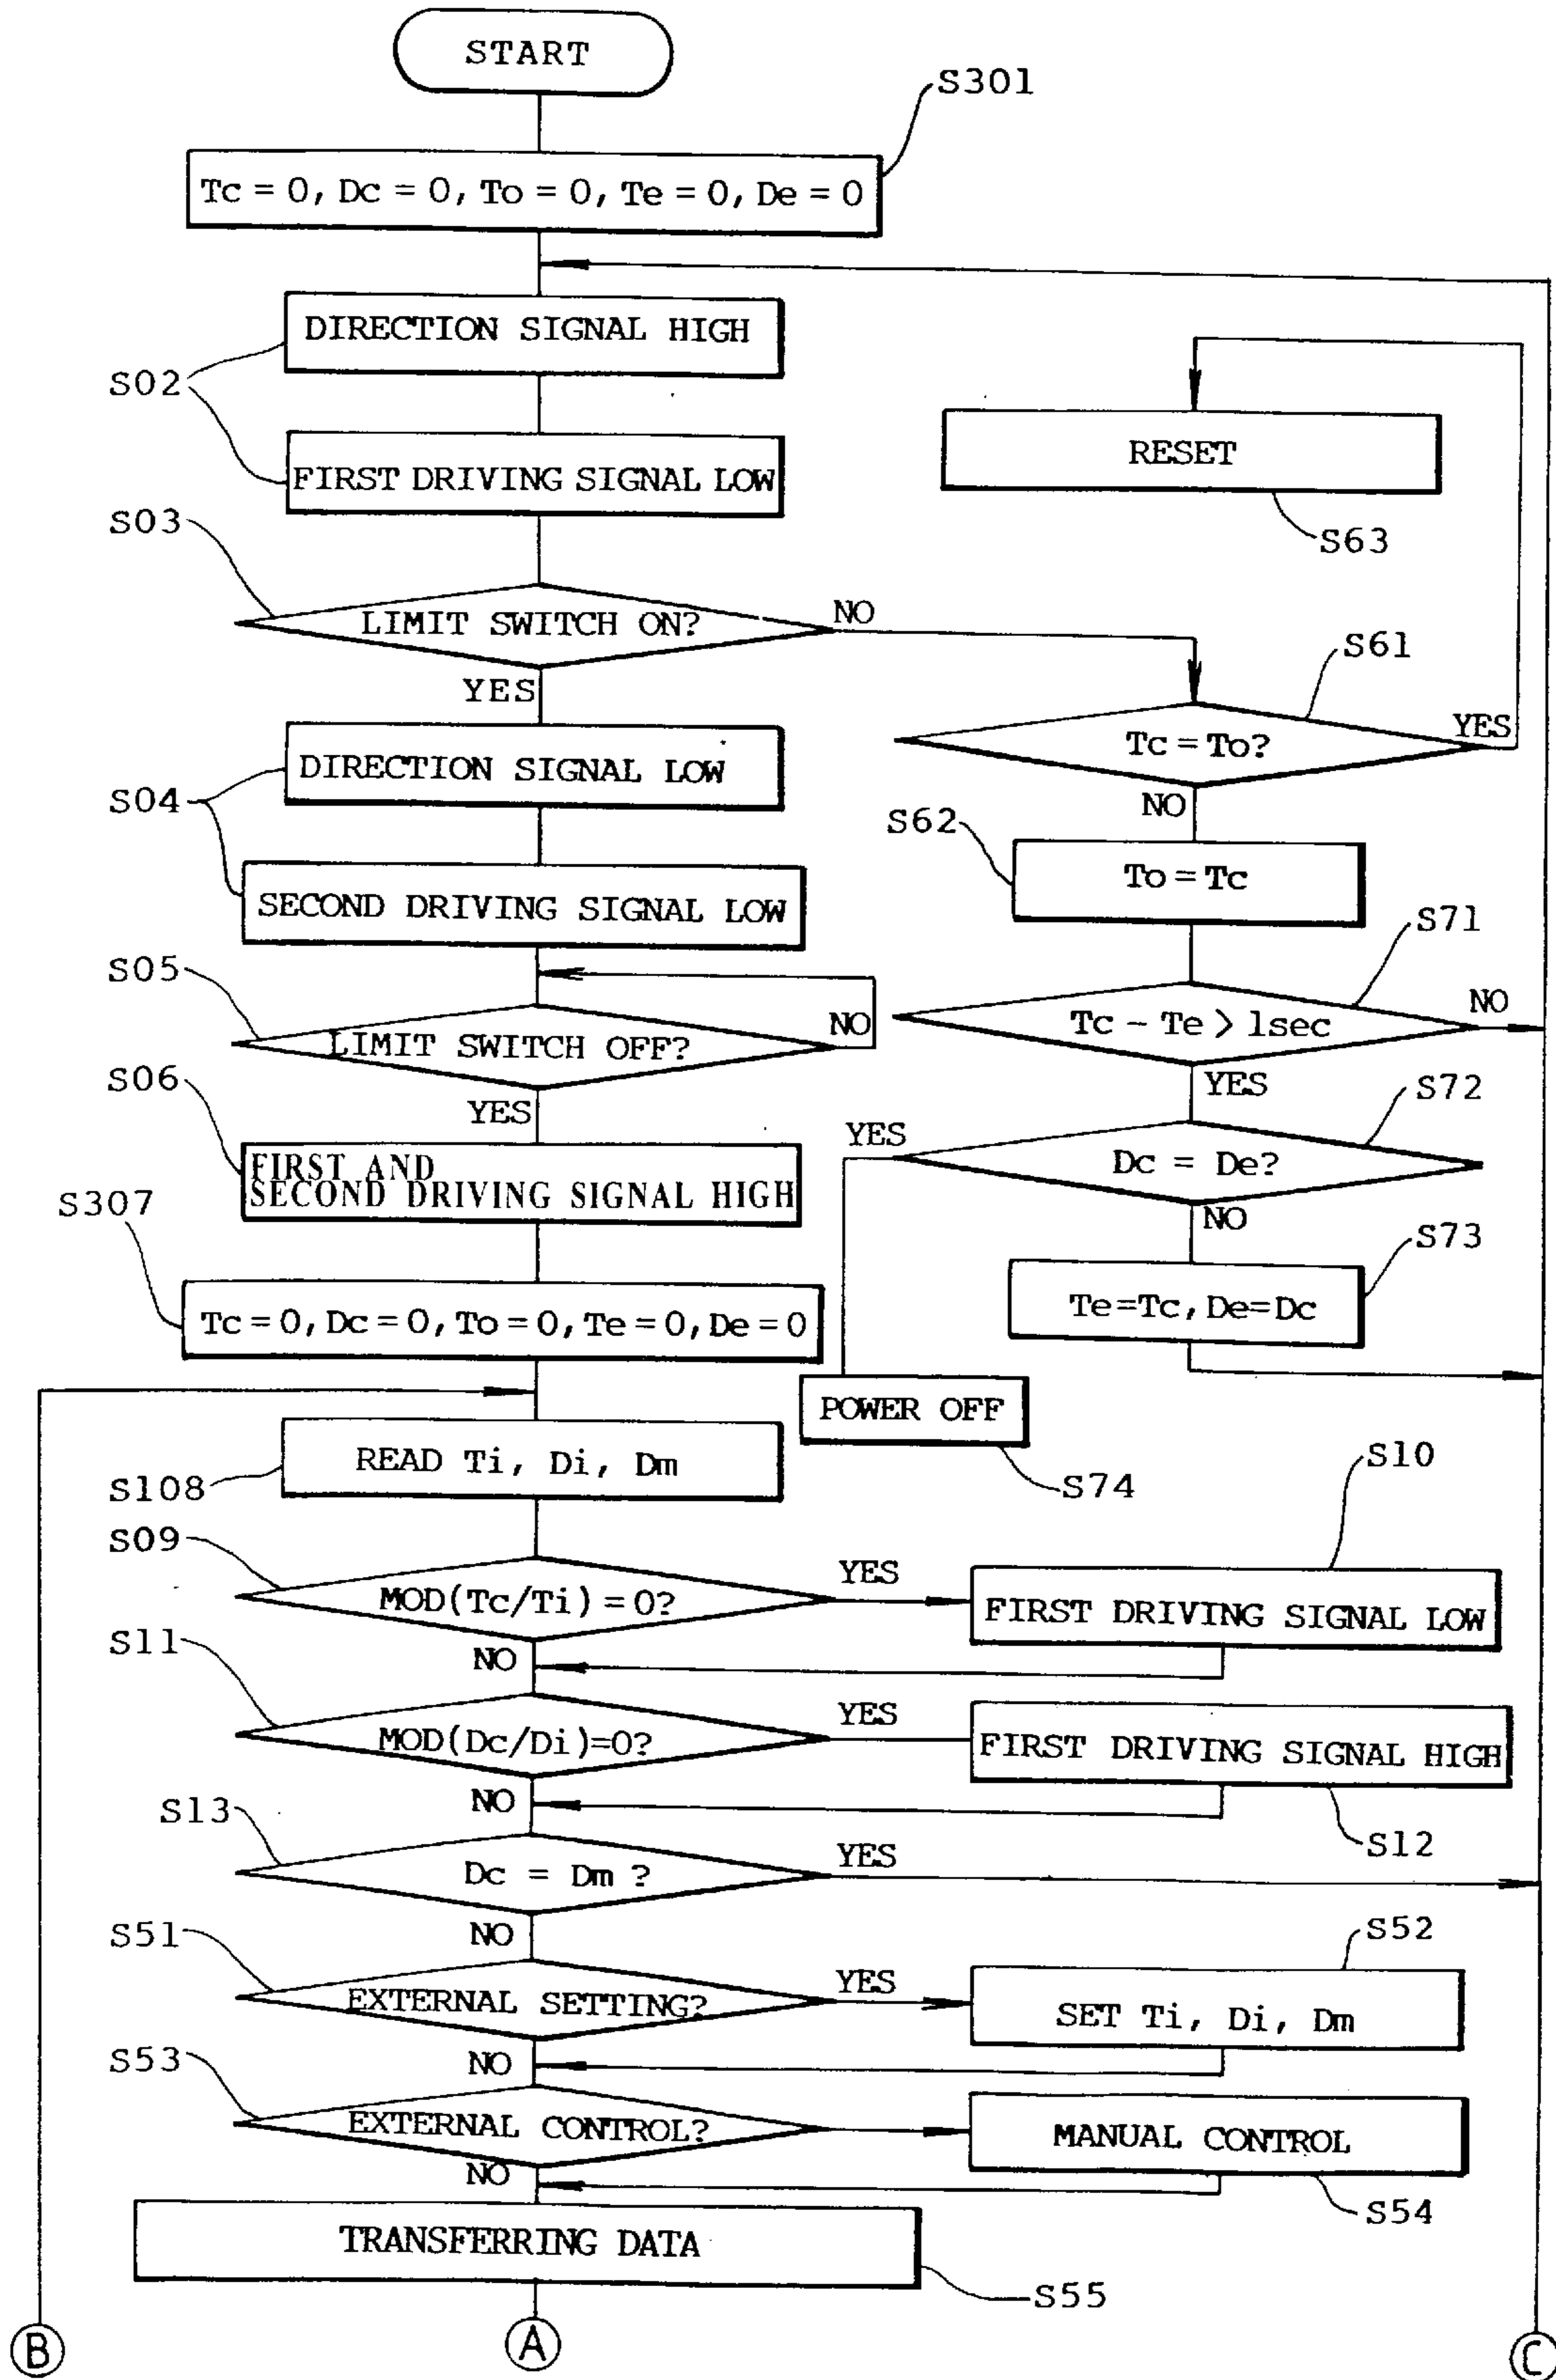 START
S301
Tc = 0, Dc = 0, To = 0, Te = 0, De = 0
DIRECTION SIGNAL HIGH
S02
FIRST DRIVING SIGNAL LOW
RESET
S63
S03
LIMIT SWITCH ON?
NO
YES
S61
Tc = To?
YES
NO
DIRECTION SIGNAL LOW
S04
SECOND DRIVING SIGNAL LOW
S62
To = Tc
S71
Tc - Te > 1sec
NO
YES
S05
LIMIT SWITCH OFF?
NO
YES
S72
Dc = De?
YES
NO
S06
FIRST AND
SECOND DRIVING SIGNAL HIGH
S73
Te=Tc, De=Dc
S307
Tc = 0, Dc = 0, To = 0, Te = 0, De = 0
POWER OFF
S74
READ Ti, Di, Dm
S108
S09
MOD(Tc/Ti) = 0?
YES
NO
S10
FIRST DRIVING SIGNAL LOW
S11
MOD(Dc/Di)=0?
YES
NO
FIRST DRIVING SIGNAL HIGH
S12
S13
Dc = Dm ?
YES
NO
S51
EXTERNAL SETTING?
YES
NO
S52
SET Ti, Di, Dm
S53
EXTERNAL CONTROL?
NO
MANUAL CONTROL
S54
TRANSFERRING DATA
S55
B
A
C